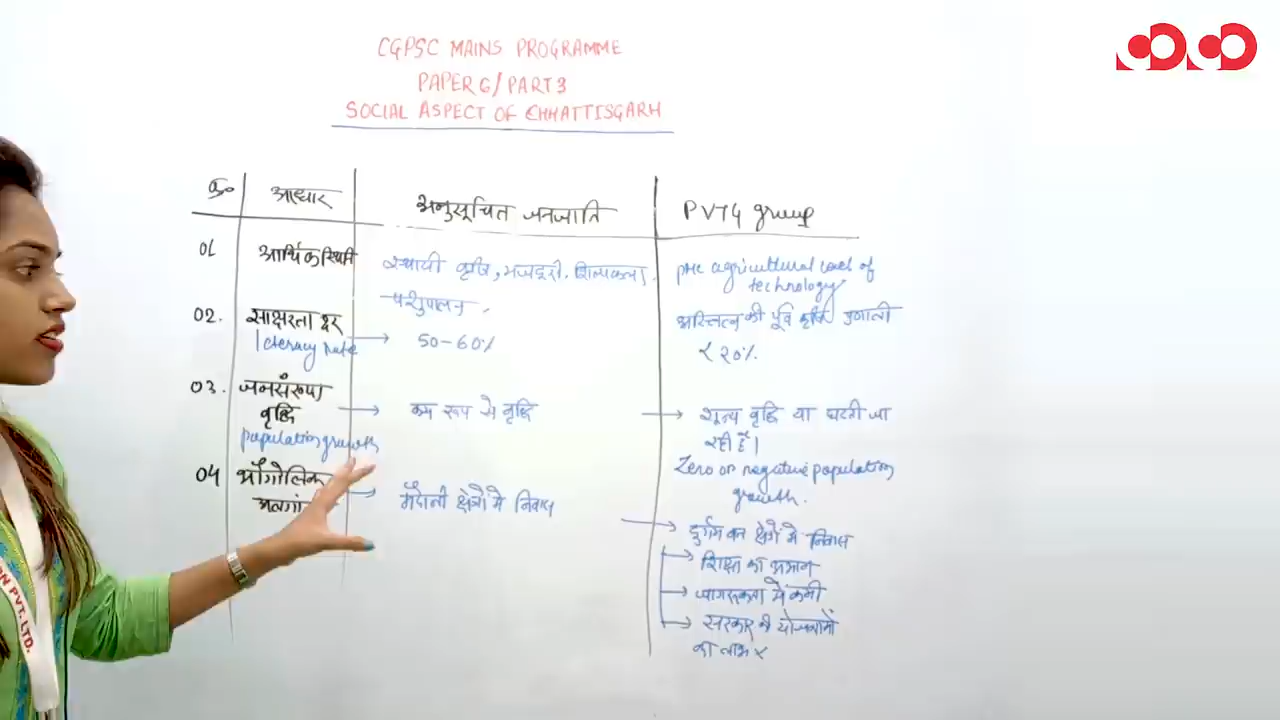 CGPSC MAINS PROGRAMME
PAPER 6/PART 3
SOCIAL ASPECT OF CHHATTISGARH
क्र० आधार अनुसूचित जनजाति PVTG group
01 आर्थिक स्थिति स्थायी कृषि, मजदूरी, शिल्पकला, pre agricultural level of
पशुपालन, technology
02. साक्षरता दर अस्तित्व की पूर्व कृषि प्रणाली
literacy rate → 50-60% < 20%
03. जनसंख्या
वृद्धि → कम रूप से वृद्धि → शून्य वृद्धि या घटती जा
रही है।
population growth
Zero or negative population
growth.
04 भौगोलिक
→ मैदानी क्षेत्रों में निवास
→ दुर्गम वन क्षेत्रों में निवास
→ शिक्षा का अभाव
→ जागरूकता में कमी
→ सरकार की योजनाओं
का लाभ ×
N PVT. LTD.